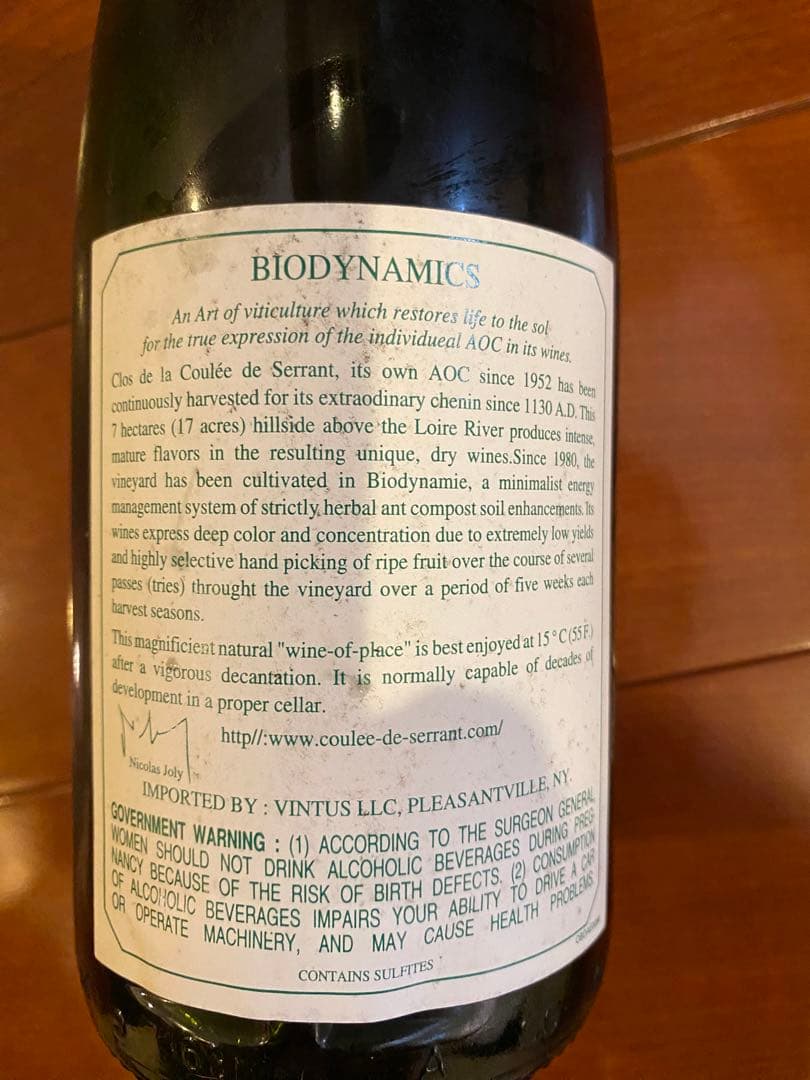 BIODYNAMICS
An Art of viticulture which restores life to the sol
for the true expression of the individueal AOC in its wines.
Clos de la Coulée de Serrant, its own AOC since 1952 has been
continuously harvested for its extraodinary chenin since 1130 A.D. This
7 hectares (17 acres) hillside above the Loire River produces intense,
mature flavors in the resulting unique, dry wines.Since 1980, the
vineyard has been cultivated in Biodynamie, a minimalist energy
management system of strictly, herbal ant compost soil enhancements. Its
wines express deep color and concentration due to extremely low yields
and highly selective hand picking of ripe fruit over the course of several
passes (tries) throught the vineyard over a period of five weeks each
harvest seasons.
This magnificient natural "wine-of-place" is best enjoyed at 15°C (55F.)
after a vigorous decantation. It is normally capable of decades of
development in a proper cellar.
http//:www.coulee-de-serrant.com/
Nicolas Joly
IMPORTED BY : VINTUS LLC, PLEASANTVILLE, NY.
GOVERNMENT WARNING : (1) ACCORDING TO THE SURGEON GENERAL
WOMEN SHOULD NOT DRINK ALCOHOLIC BEVERAGES DURING PREG
NANCY BECAUSE OF THE RISK OF BIRTH DEFECTS. (2) CONSUMPTION
OF ALCOHOLIC BEVERAGES IMPAIRS YOUR ABILITY TO DRIVE A CAR
OR OPERATE MACHINERY, AND MAY CAUSE HEALTH PROBLEMS.
CONTAINS SULFITES